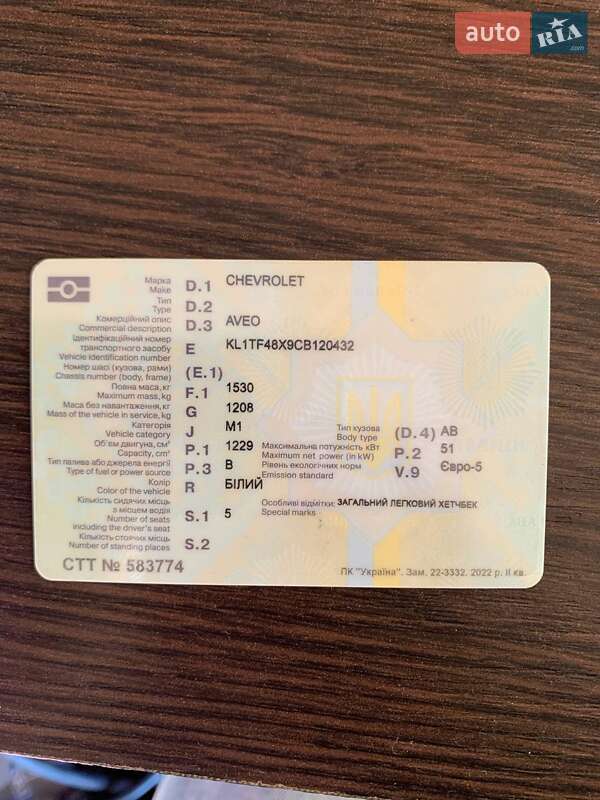 auto RIA.com
Марка D.1 CHEVROLET
Make
Тип D.2
Type
Комерційний опис D.3 AVEO
Commercial description
Ідентифікаційний номер
транспортного засобу E KL1TF48X9CB120432
Vehicle identification number
Номер шасі (кузова, рами) (E.1)
Chassis number (body, frame)
Повна маса, кг F.1 1530
Maximum mass, kg
Маса без навантаження, кг G 1208
Mass of the vehicle in service, kg
Категорія J M1 Тип кузова (D.4) AB
Vehicle category Body type
Об'єм двигуна, см³ P.1 1229 Максимальна потужність кВт P.2 51
Capacity, cm³ Maximum net power (in kW)
Тип палива або джерела енергії P.3 B Рівень екологічних норм V.9 Євро-5
Type of fuel or power source Emission standard
Колір R БІЛИЙ
Color of the vehicle
Кількість сидячих місць
з місцем водія S.1 5 Особливі відмітки: ЗАГАЛЬНИЙ ЛЕГКОВИЙ ХЕТЧБЕК
Number of seats Special marks
including the driver's seat
Кількість стоячих місць S.2
Number of standing places
СТТ № 583774 ПК "Україна". Зам. 22-3332. 2022 р. II кв.